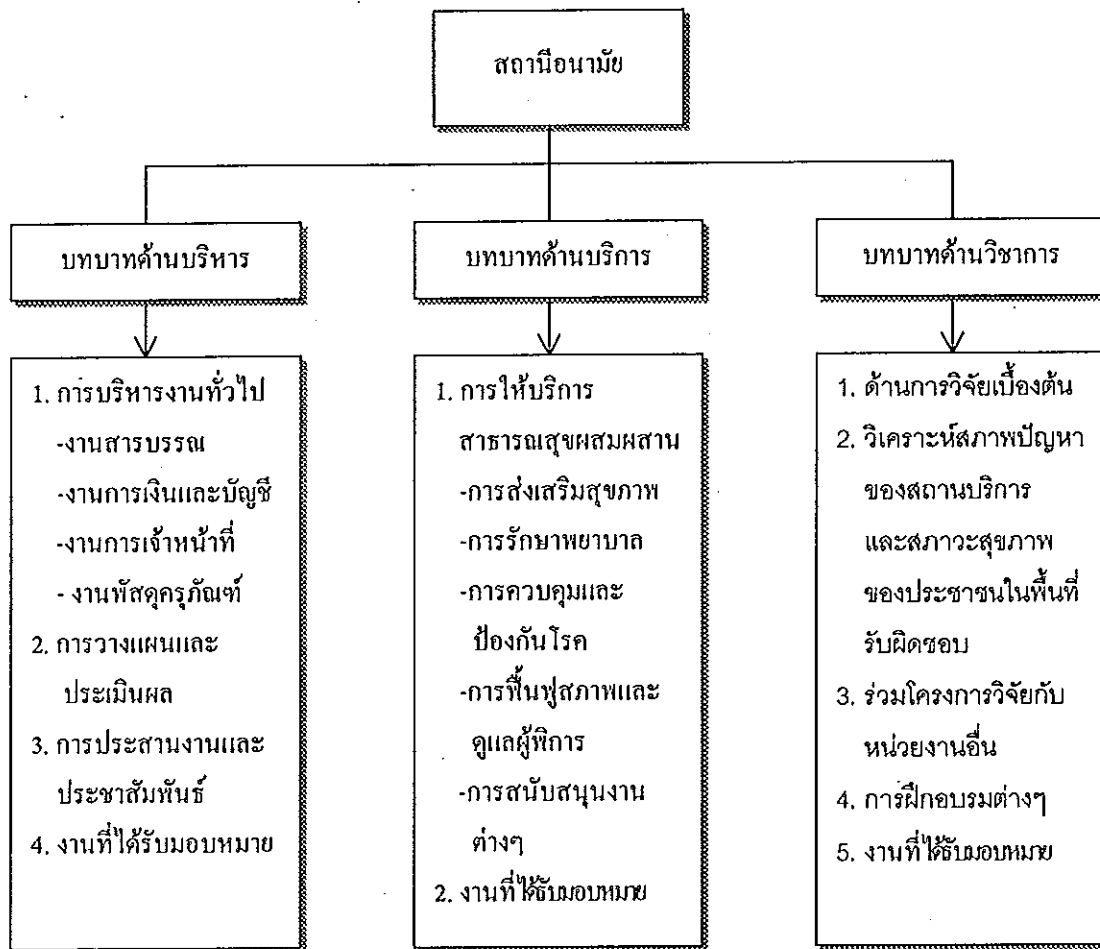 สถานีอนามัย
บทบาทด้านบริหาร
บทบาทด้านบริการ
บทบาทด้านวิชาการ
1. การบริหารงานทั่วไป
-งานสารบรรณ
-งานการเงินและบัญชี
-งานการเจ้าหน้าที่
- งานพัสดุครุภัณฑ์
2. การวางแผนและ
ประเมินผล
3. การประสานงานและ
ประชาสัมพันธ์
4. งานที่ได้รับมอบหมาย
1. การให้บริการ
สาธารณสุขผสมผสาน
-การส่งเสริมสุขภาพ
-การรักษาพยาบาล
-การควบคุมและ
ป้องกันโรค
-การฟื้นฟูสภาพและ
ดูแลผู้พิการ
-การสนับสนุนงาน
ต่างๆ
2. งานที่ได้รับมอบหมาย
1. ด้านการวิจัยเบื้องต้น
2. วิเคราะห์สภาพปัญหา
ของสถานบริการ
และสภาวะสุขภาพ
ของประชาชนในพื้นที่
รับผิดชอบ
3. ร่วมโครงการวิจัยกับ
หน่วยงานอื่น
4. การฝึกอบรมต่างๆ
5. งานที่ได้รับมอบหมาย